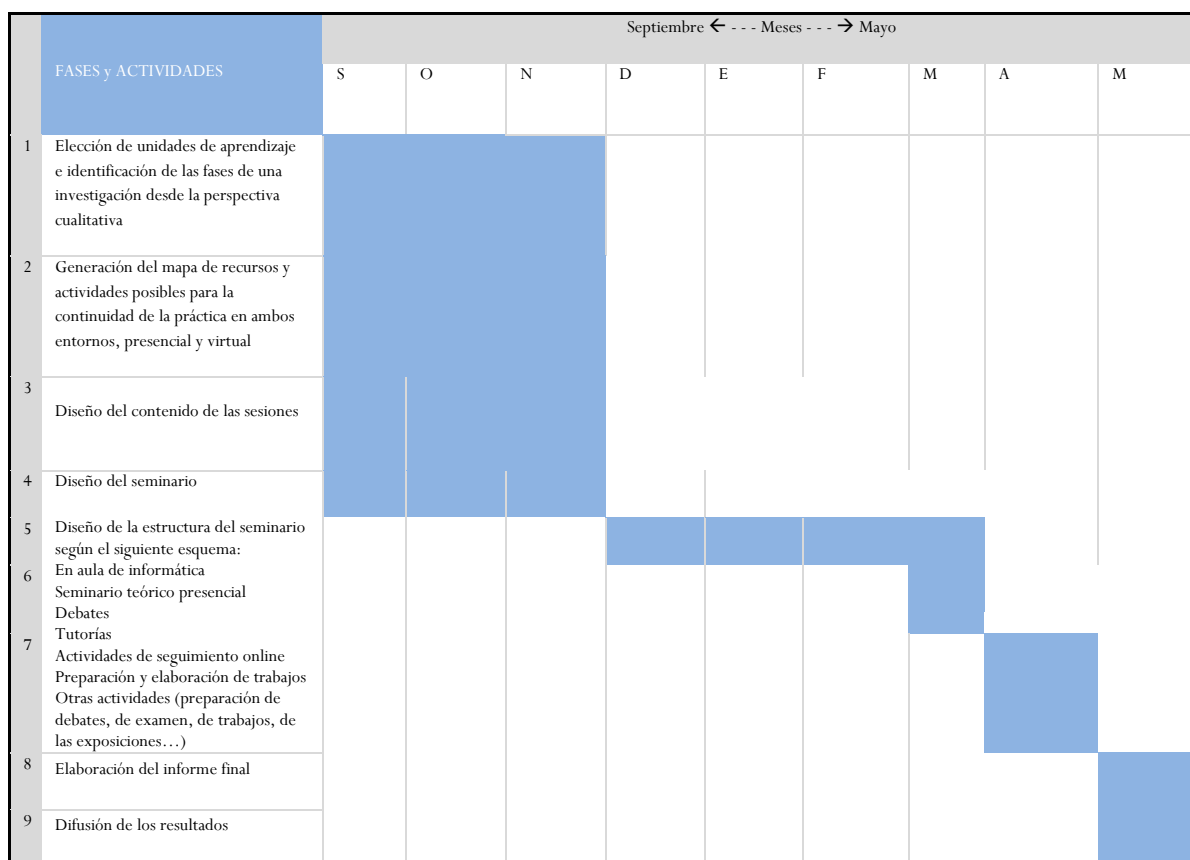 Septiembre ← - - - Meses - - - → Mayo
FASES y ACTIVIDADES
S O N D E F M A M
1 Elección de unidades de aprendizaje
e identificación de las fases de una
investigación desde la perspectiva
cualitativa
2 Generación del mapa de recursos y
actividades posibles para la
continuidad de la práctica en ambos
entornos, presencial y virtual
3
Diseño del contenido de las sesiones
4 Diseño del seminario
5 Diseño de la estructura del seminario
según el siguiente esquema:
6 En aula de informática
Seminario teórico presencial
Debates
Tutorías
7
Actividades de seguimiento online
Preparación y elaboración de trabajos
Otras actividades (preparación de
debates, de examen, de trabajos, de
las exposiciones…)
8 Elaboración del informe final
9 Difusión de los resultados